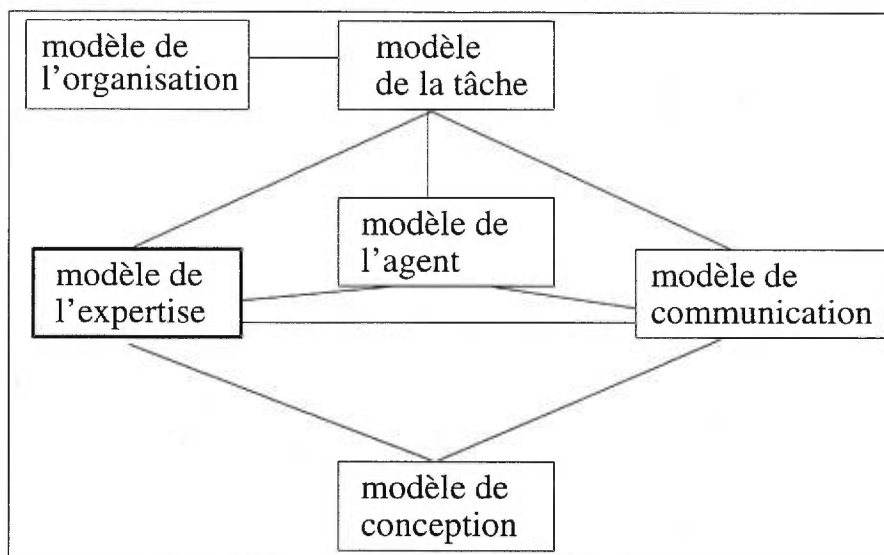 modèle de
l'organisation
modèle
de la tâche
modèle de
l'agent
modèle de
l'expertise
modèle de
communication
modèle de
conception